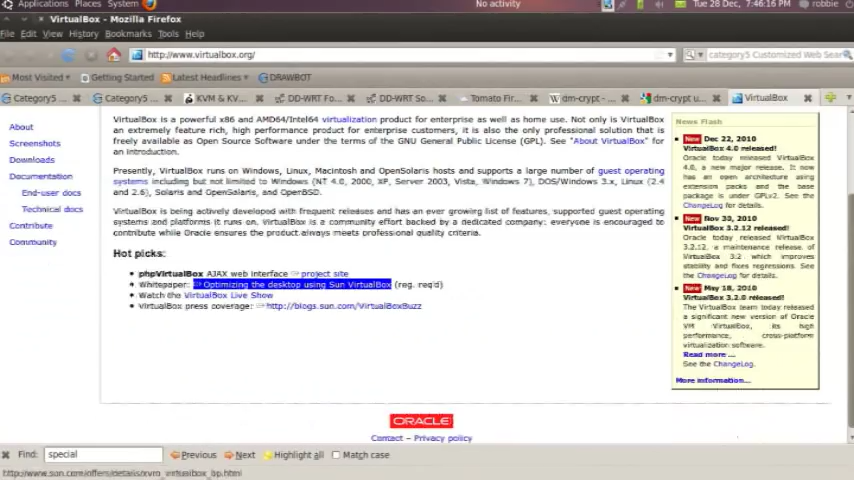 Applications Places System No activity Tue 28 Dec, 7:46:16 PM robbie
VirtualBox - Mozilla Firefox
File Edit View History Bookmarks Tools Help
http://www.virtualbox.org/ category5 Customized Web Sear
Most Visited Getting Started Latest Headlines DRAWBOT
Category5 ... Category5 ... KVM & KV... DD-WRT Fo... DD-WRT So... Tomato Fir... dm-crypt - ... dm-crypt u... VirtualBox
About
Screenshots
Downloads
Documentation
End-user docs
Technical docs
Contribute
Community
VirtualBox is a powerful x86 and AMD64/Intel64 virtualization product for enterprise as well as home use. Not only is VirtualBox
an extremely feature rich, high performance product for enterprise customers, it is also the only professional solution that
is freely available as Open Source Software under the terms of the GNU General Public License (GPL). See "About VirtualBox" for
an introduction.
Presently, VirtualBox runs on Windows, Linux, Macintosh and OpenSolaris hosts and supports a large number of guest operating
systems including but not limited to Windows (NT 4.0, 2000, XP, Server 2003, Vista, Windows 7), DOS/Windows 3.x, Linux (2.4
and 2.6), Solaris and OpenSolaris, and OpenBSD.
VirtualBox is being actively developed with frequent releases and has an ever growing list of features, supported guest operating
systems and platforms it runs on. VirtualBox is a community effort backed by a dedicated company: everyone is encouraged to
contribute while Oracle ensures the product always meets professional quality criteria.
Hot picks:
phpVirtualBox AJAX web interface project site
Whitepaper: Optimizing the desktop using Sun VirtualBox (reg. req'd)
Watch the VirtualBox Live Show
VirtualBox press coverage: http://blogs.sun.com/VirtualBoxBuzz
News Flash
New Dec 22, 2010
VirtualBox 4.0 released!
Oracle today released VirtualBox
4.0, a new major release. It now
has an open architecture using
extension packs and the base
package is under GPLv2. See the
ChangeLog for details.
New Nov 30, 2010
VirtualBox 3.2.12 released!
Oracle today released VirtualBox
3.2.12, a maintenance release of
VirtualBox 3.2 which improves
stability and fixes regressions. See
the ChangeLog for details.
New May 18, 2010
VirtualBox 3.2.0 released!
The VirtualBox team today released
a significant new version of Oracle
VM VirtualBox, its high
performance, cross-platform
virtualization software.
Read more ...
See the ChangeLog.
More information...
ORACLE
Contact – Privacy policy
Find: special Previous Next Highlight all Match case